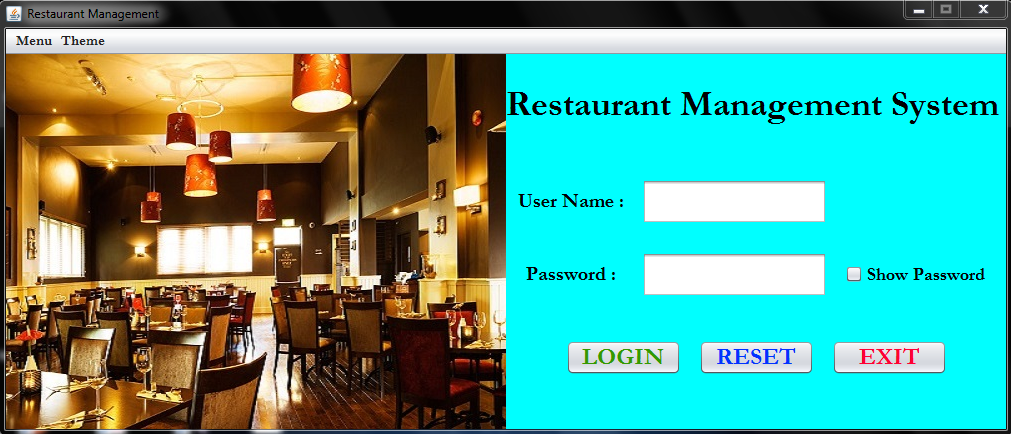 Restaurant Management
Menu Theme
Restaurant Management System
User Name :
Password :
Show Password
LOGIN RESET EXIT